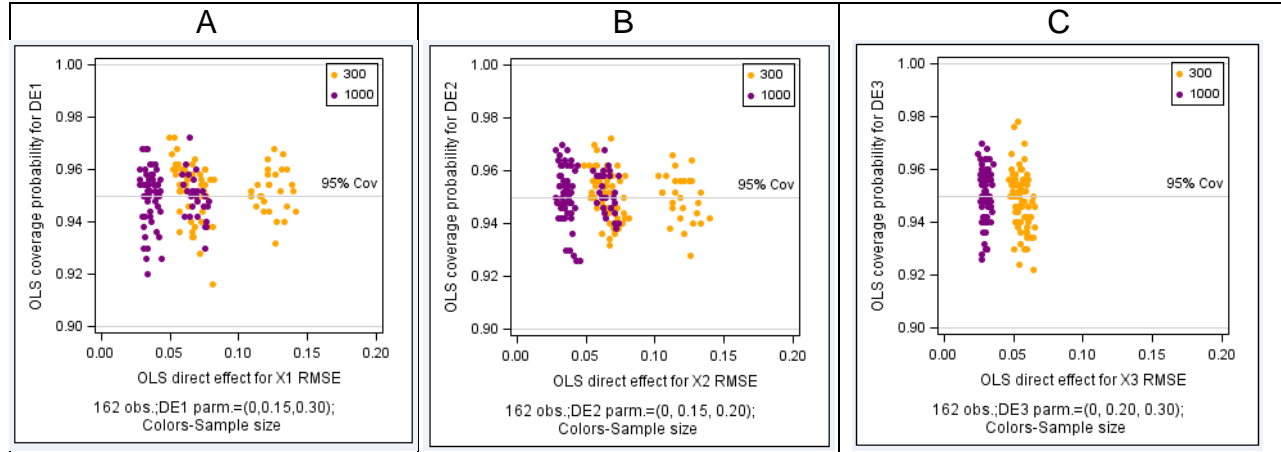 A
OLS coverage probability for DE1
1.00
0.98
0.96
0.94
0.92
0.90
300
1000
95% Cov
0.00 0.05 0.10 0.15 0.20
OLS direct effect for X1 RMSE
162 obs.;DE1 parm.=(0,0.15,0.30);
Colors-Sample size
B
OLS coverage probability for DE2
1.00
0.98
0.96
0.94
0.92
0.90
300
1000
95% Cov
0.00 0.05 0.10 0.15 0.20
OLS direct effect for X2 RMSE
162 obs.;DE2 parm.=(0, 0.15, 0.20);
Colors-Sample size
C
OLS coverage probability for DE3
1.00
0.98
0.96
0.94
0.92
0.90
300
1000
95% Cov
0.00 0.05 0.10 0.15 0.20
OLS direct effect for X3 RMSE
162 obs.;DE3 parm.=(0, 0.20, 0.30);
Colors-Sample size